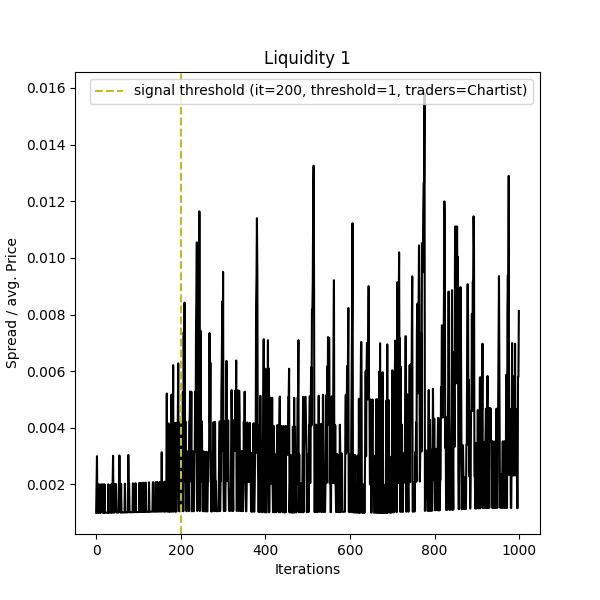 Liquidity 1
signal threshold (it=200, threshold=1, traders=Chartist)
Spread / avg. Price
0.016
0.014
0.012
0.010
0.008
0.006
0.004
0.002
0 200 400 600 800 1000
Iterations